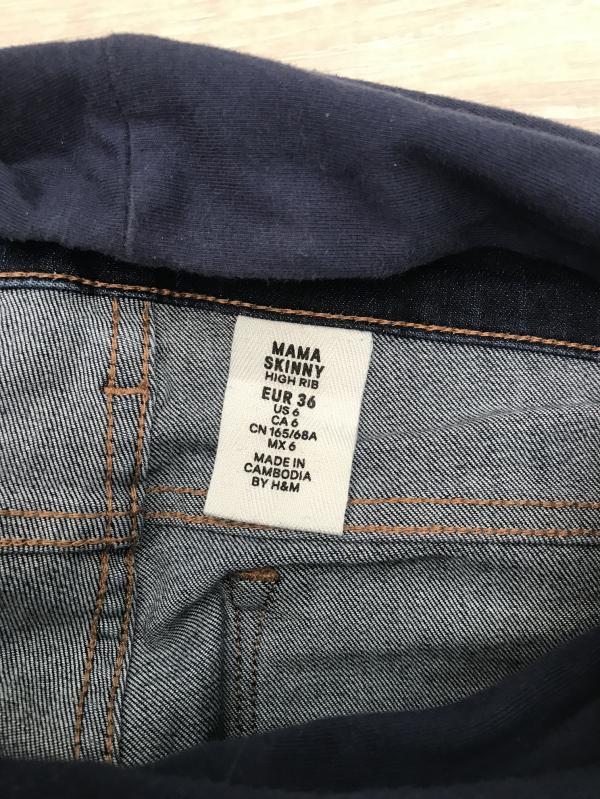 MAMA
SKINNY
HIGH RIB
EUR 36
US 6
CA 6
CN 165/68A
MX 6
MADE IN
CAMBODIA
BY H&M